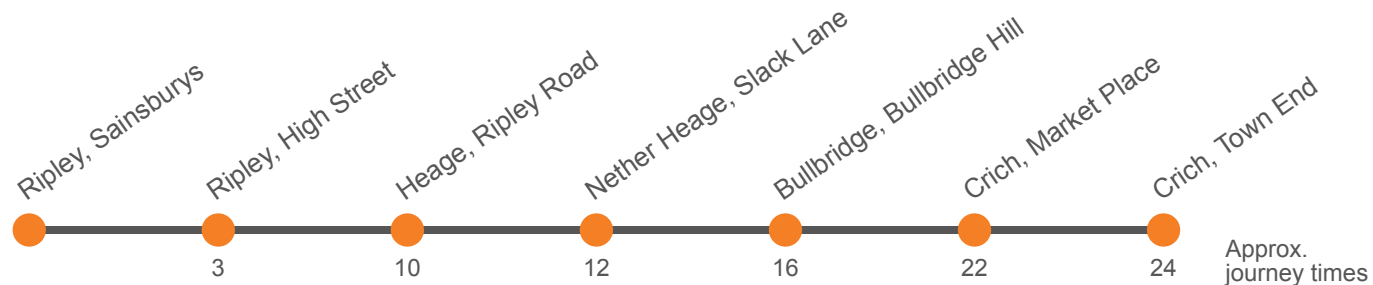 Ripley, Sainsburys
Ripley, High Street
Heage, Ripley Road
Nether Heage, Slack Lane
Bullbridge, Bullbridge Hill
Crich, Market Place
Crich, Town End
3
10
12
16
22
24
Approx.
journey times